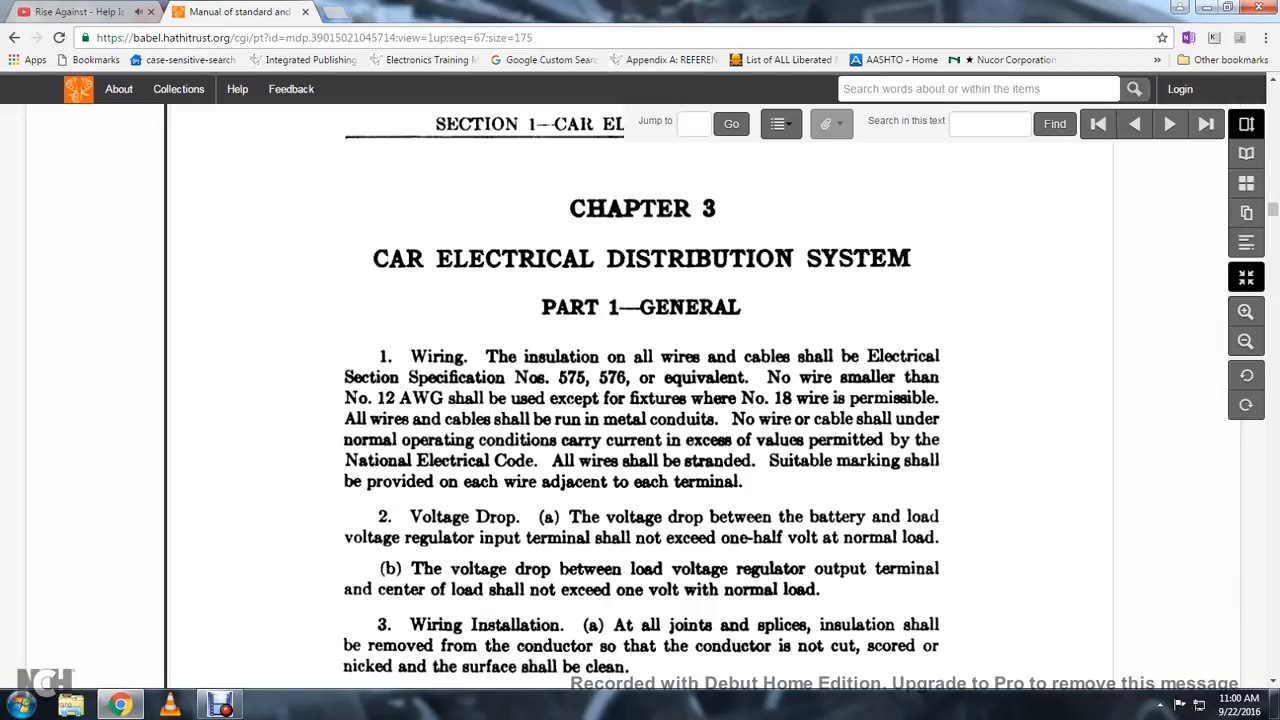 Rise Against - Help Is
Manual of standard and
https://babel.hathitrust.org/cgi/pt?id=mdp.39015021045714;view=1up;seq=67;size=175
Apps Bookmarks case-sensitive-search Integrated Publishing Electronics Training Google Custom Sear Appendix A: REFEREN List of ALL Liberated AASHTO - Home Nucor Corporation » Other bookmarks
About Collections Help Feedback Search words about or within the items Login
SECTION 1—CAR EL
Jump to Go Search in this text Find
CHAPTER 3
CAR ELECTRICAL DISTRIBUTION SYSTEM
PART 1—GENERAL
1. Wiring. The insulation on all wires and cables shall be Electrical
Section Specification Nos. 575, 576, or equivalent. No wire smaller than
No. 12 AWG shall be used except for fixtures where No. 18 wire is permissible.
All wires and cables shall be run in metal conduits. No wire or cable shall under
normal operating conditions carry current in excess of values permitted by the
National Electrical Code. All wires shall be stranded. Suitable marking shall
be provided on each wire adjacent to each terminal.
2. Voltage Drop. (a) The voltage drop between the battery and load
voltage regulator input terminal shall not exceed one-half volt at normal load.
(b) The voltage drop between load voltage regulator output terminal
and center of load shall not exceed one volt with normal load.
3. Wiring Installation. (a) At all joints and splices, insulation shall
be removed from the conductor so that the conductor is not cut, scored or
nicked and the surface shall be clean.
NCH
Recorded with Debut Home Edition. Upgrade to Pro to remove this message
11:00 AM
9/22/2016